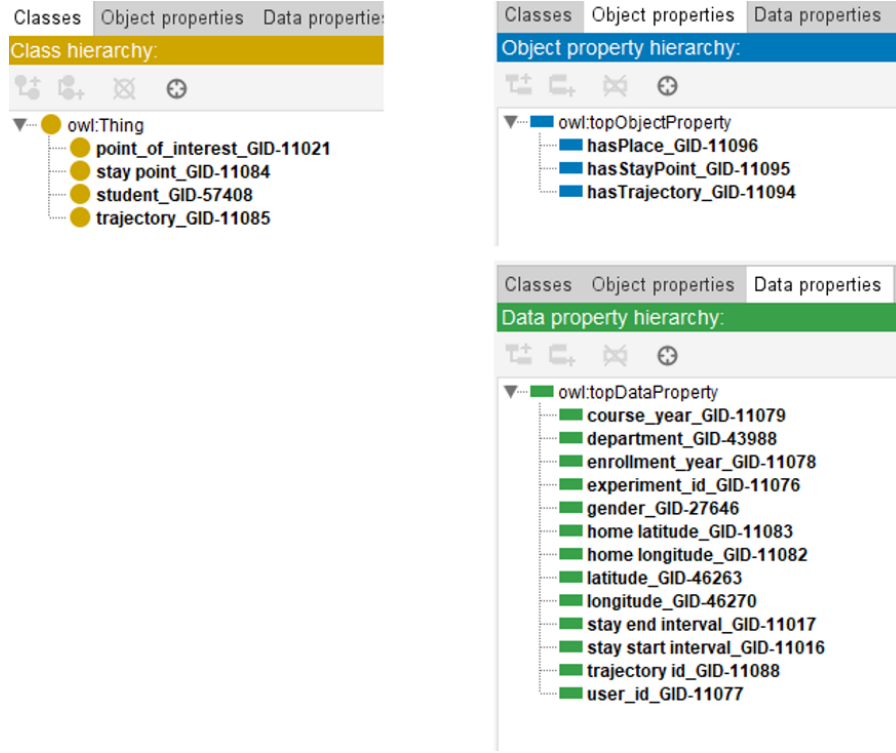 Classes Object properties Data propertie
Class hierarchy:
owl:Thing
point_of_interest_GID-11021
stay point_GID-11084
student_GID-57408
trajectory_GID-11085
Classes Object properties Data properties
Object property hierarchy:
owl:topObjectProperty
hasPlace_GID-11096
hasStayPoint_GID-11095
hasTrajectory_GID-11094
Classes Object properties Data properties
Data property hierarchy:
owl:topDataProperty
course_year_GID-11079
department_GID-43988
enrollment_year_GID-11078
experiment_id_GID-11076
gender_GID-27646
home latitude_GID-11083
home longitude_GID-11082
latitude_GID-46263
longitude_GID-46270
stay end interval_GID-11017
stay start interval_GID-11016
trajectory id_GID-11088
user_id_GID-11077